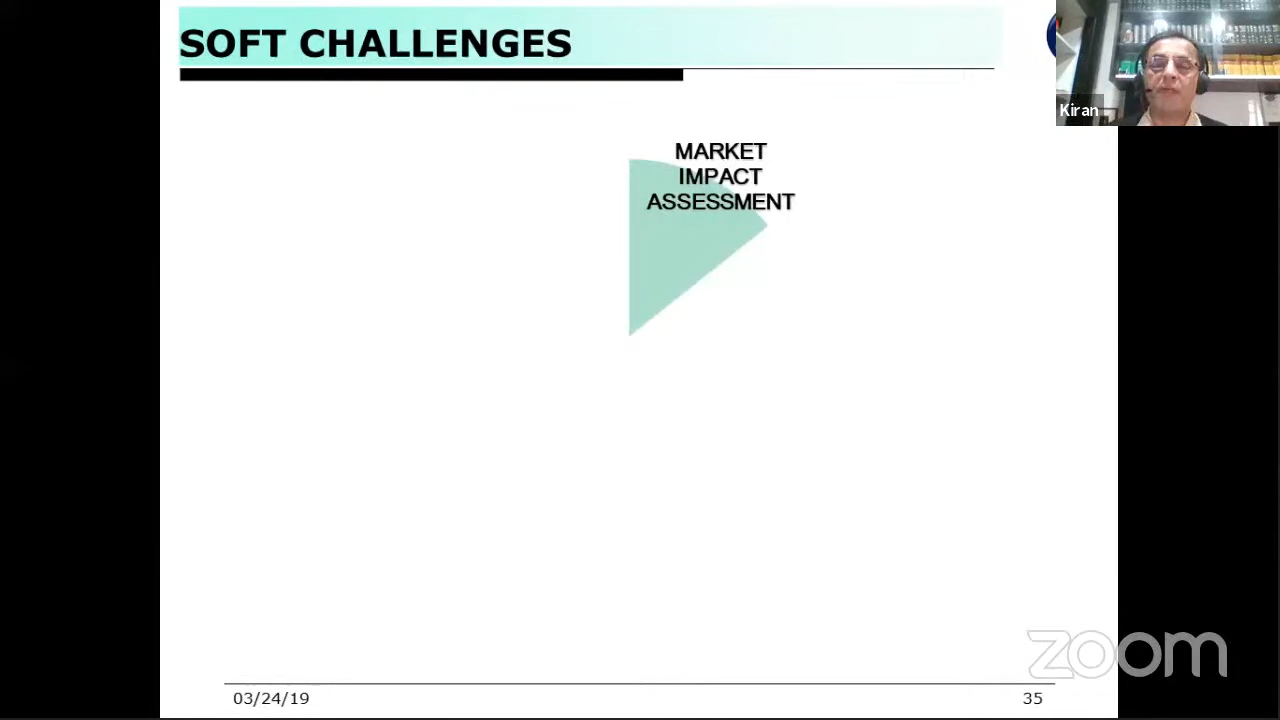 SOFT CHALLENGES
Kiran
MARKET
IMPACT
ASSESSMENT
zoom
03/24/19
35